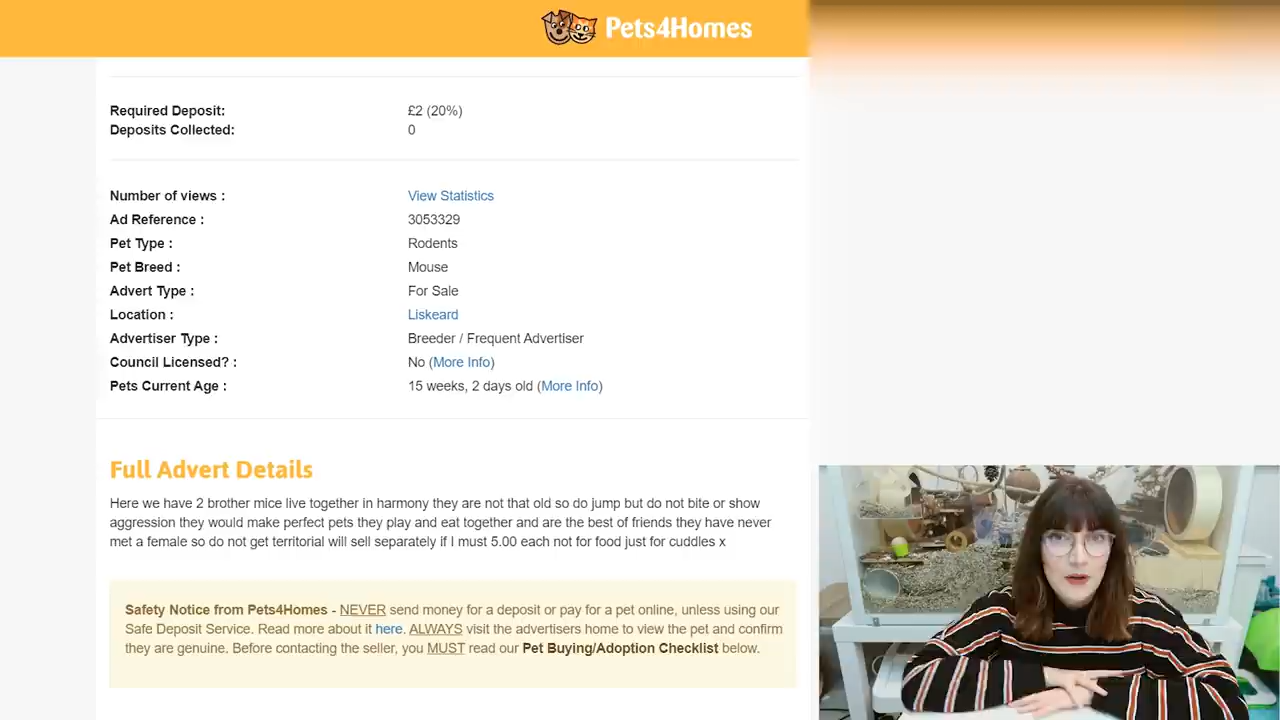 Pets4Homes
Required Deposit: £2 (20%)
Deposits Collected: 0
Number of views : View Statistics
Ad Reference : 3053329
Pet Type : Rodents
Pet Breed : Mouse
Advert Type : For Sale
Location : Liskeard
Advertiser Type : Breeder / Frequent Advertiser
Council Licensed? : No (More Info)
Pets Current Age : 15 weeks, 2 days old (More Info)
Full Advert Details
Here we have 2 brother mice live together in harmony they are not that old so do jump but do not bite or show
aggression they would make perfect pets they play and eat together and are the best of friends they have never
met a female so do not get territorial will sell separately if I must 5.00 each not for food just for cuddles x
Safety Notice from Pets4Homes - NEVER send money for a deposit or pay for a pet online, unless using our
Safe Deposit Service. Read more about it here. ALWAYS visit the advertisers home to view the pet and confirm
they are genuine. Before contacting the seller, you MUST read our Pet Buying/Adoption Checklist below.